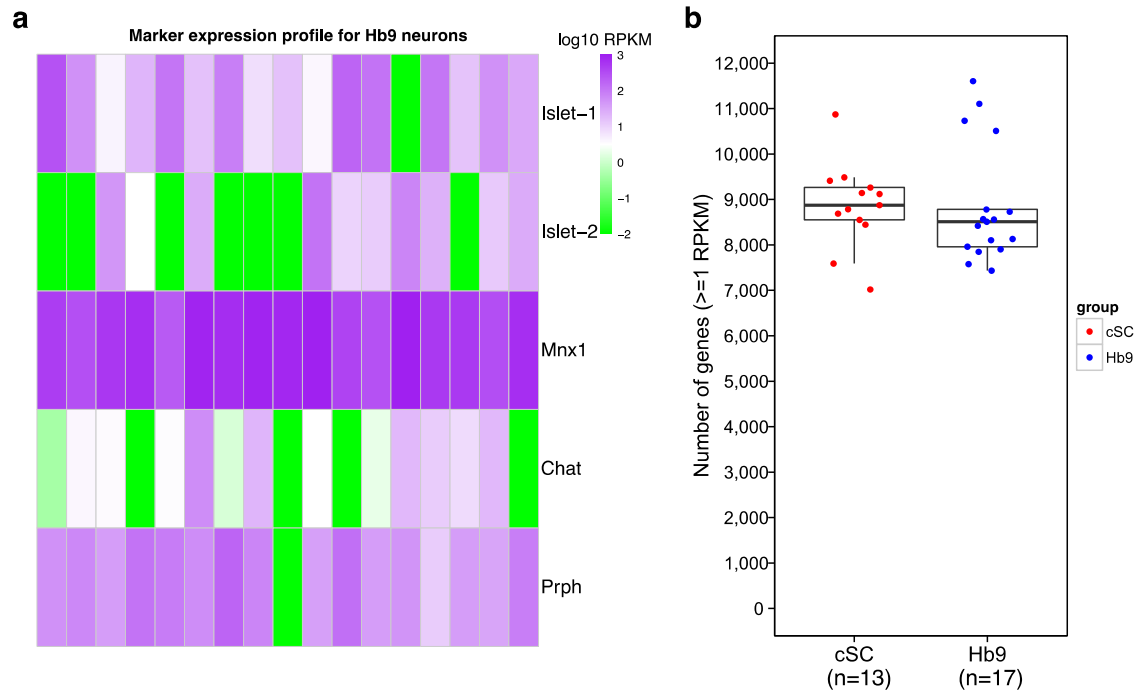 a
Marker expression profile for Hb9 neurons
log10 RPKM
3
2
1
0
−1
−2
Islet−1
Islet−2
Mnx1
Chat
Prph
b
Number of genes (>=1 RPKM)
12,000
11,000
10,000
9,000
8,000
7,000
6,000
5,000
4,000
3,000
2,000
1,000
0
cSC
(n=13)
Hb9
(n=17)
group
cSC
Hb9